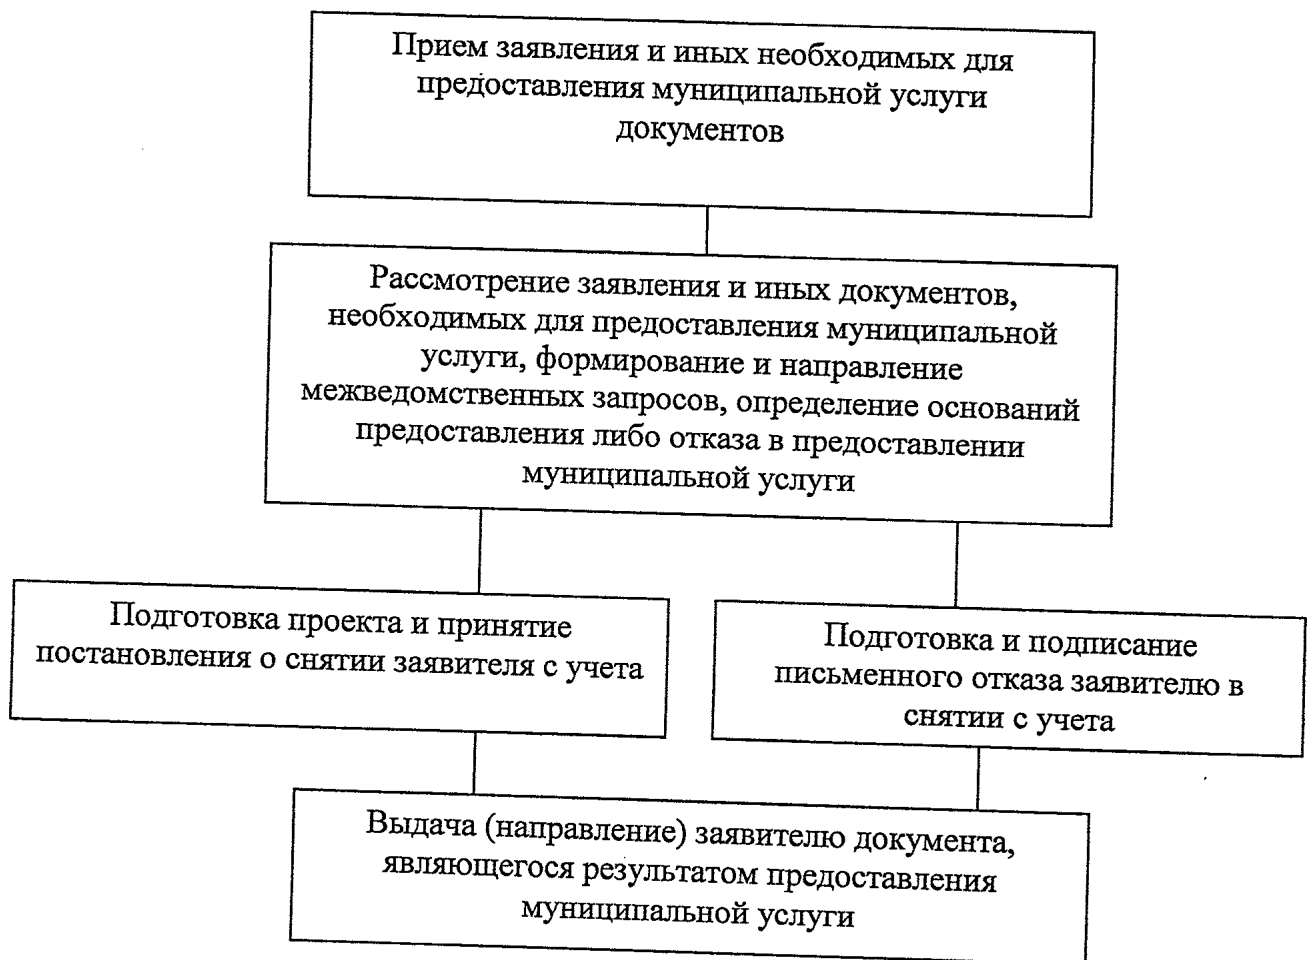 Прием заявления и иных необходимых для
предоставления муниципальной услуги
документов
Рассмотрение заявления и иных документов,
необходимых для предоставления муниципальной
услуги, формирование и направление
межведомственных запросов, определение оснований
предоставления либо отказа в предоставлении
муниципальной услуги
Подготовка проекта и принятие
постановления о снятии заявителя с учета
Подготовка и подписание
письменного отказа заявителю в
снятии с учета
Выдача (направление) заявителю документа,
являющегося результатом предоставления
муниципальной услуги